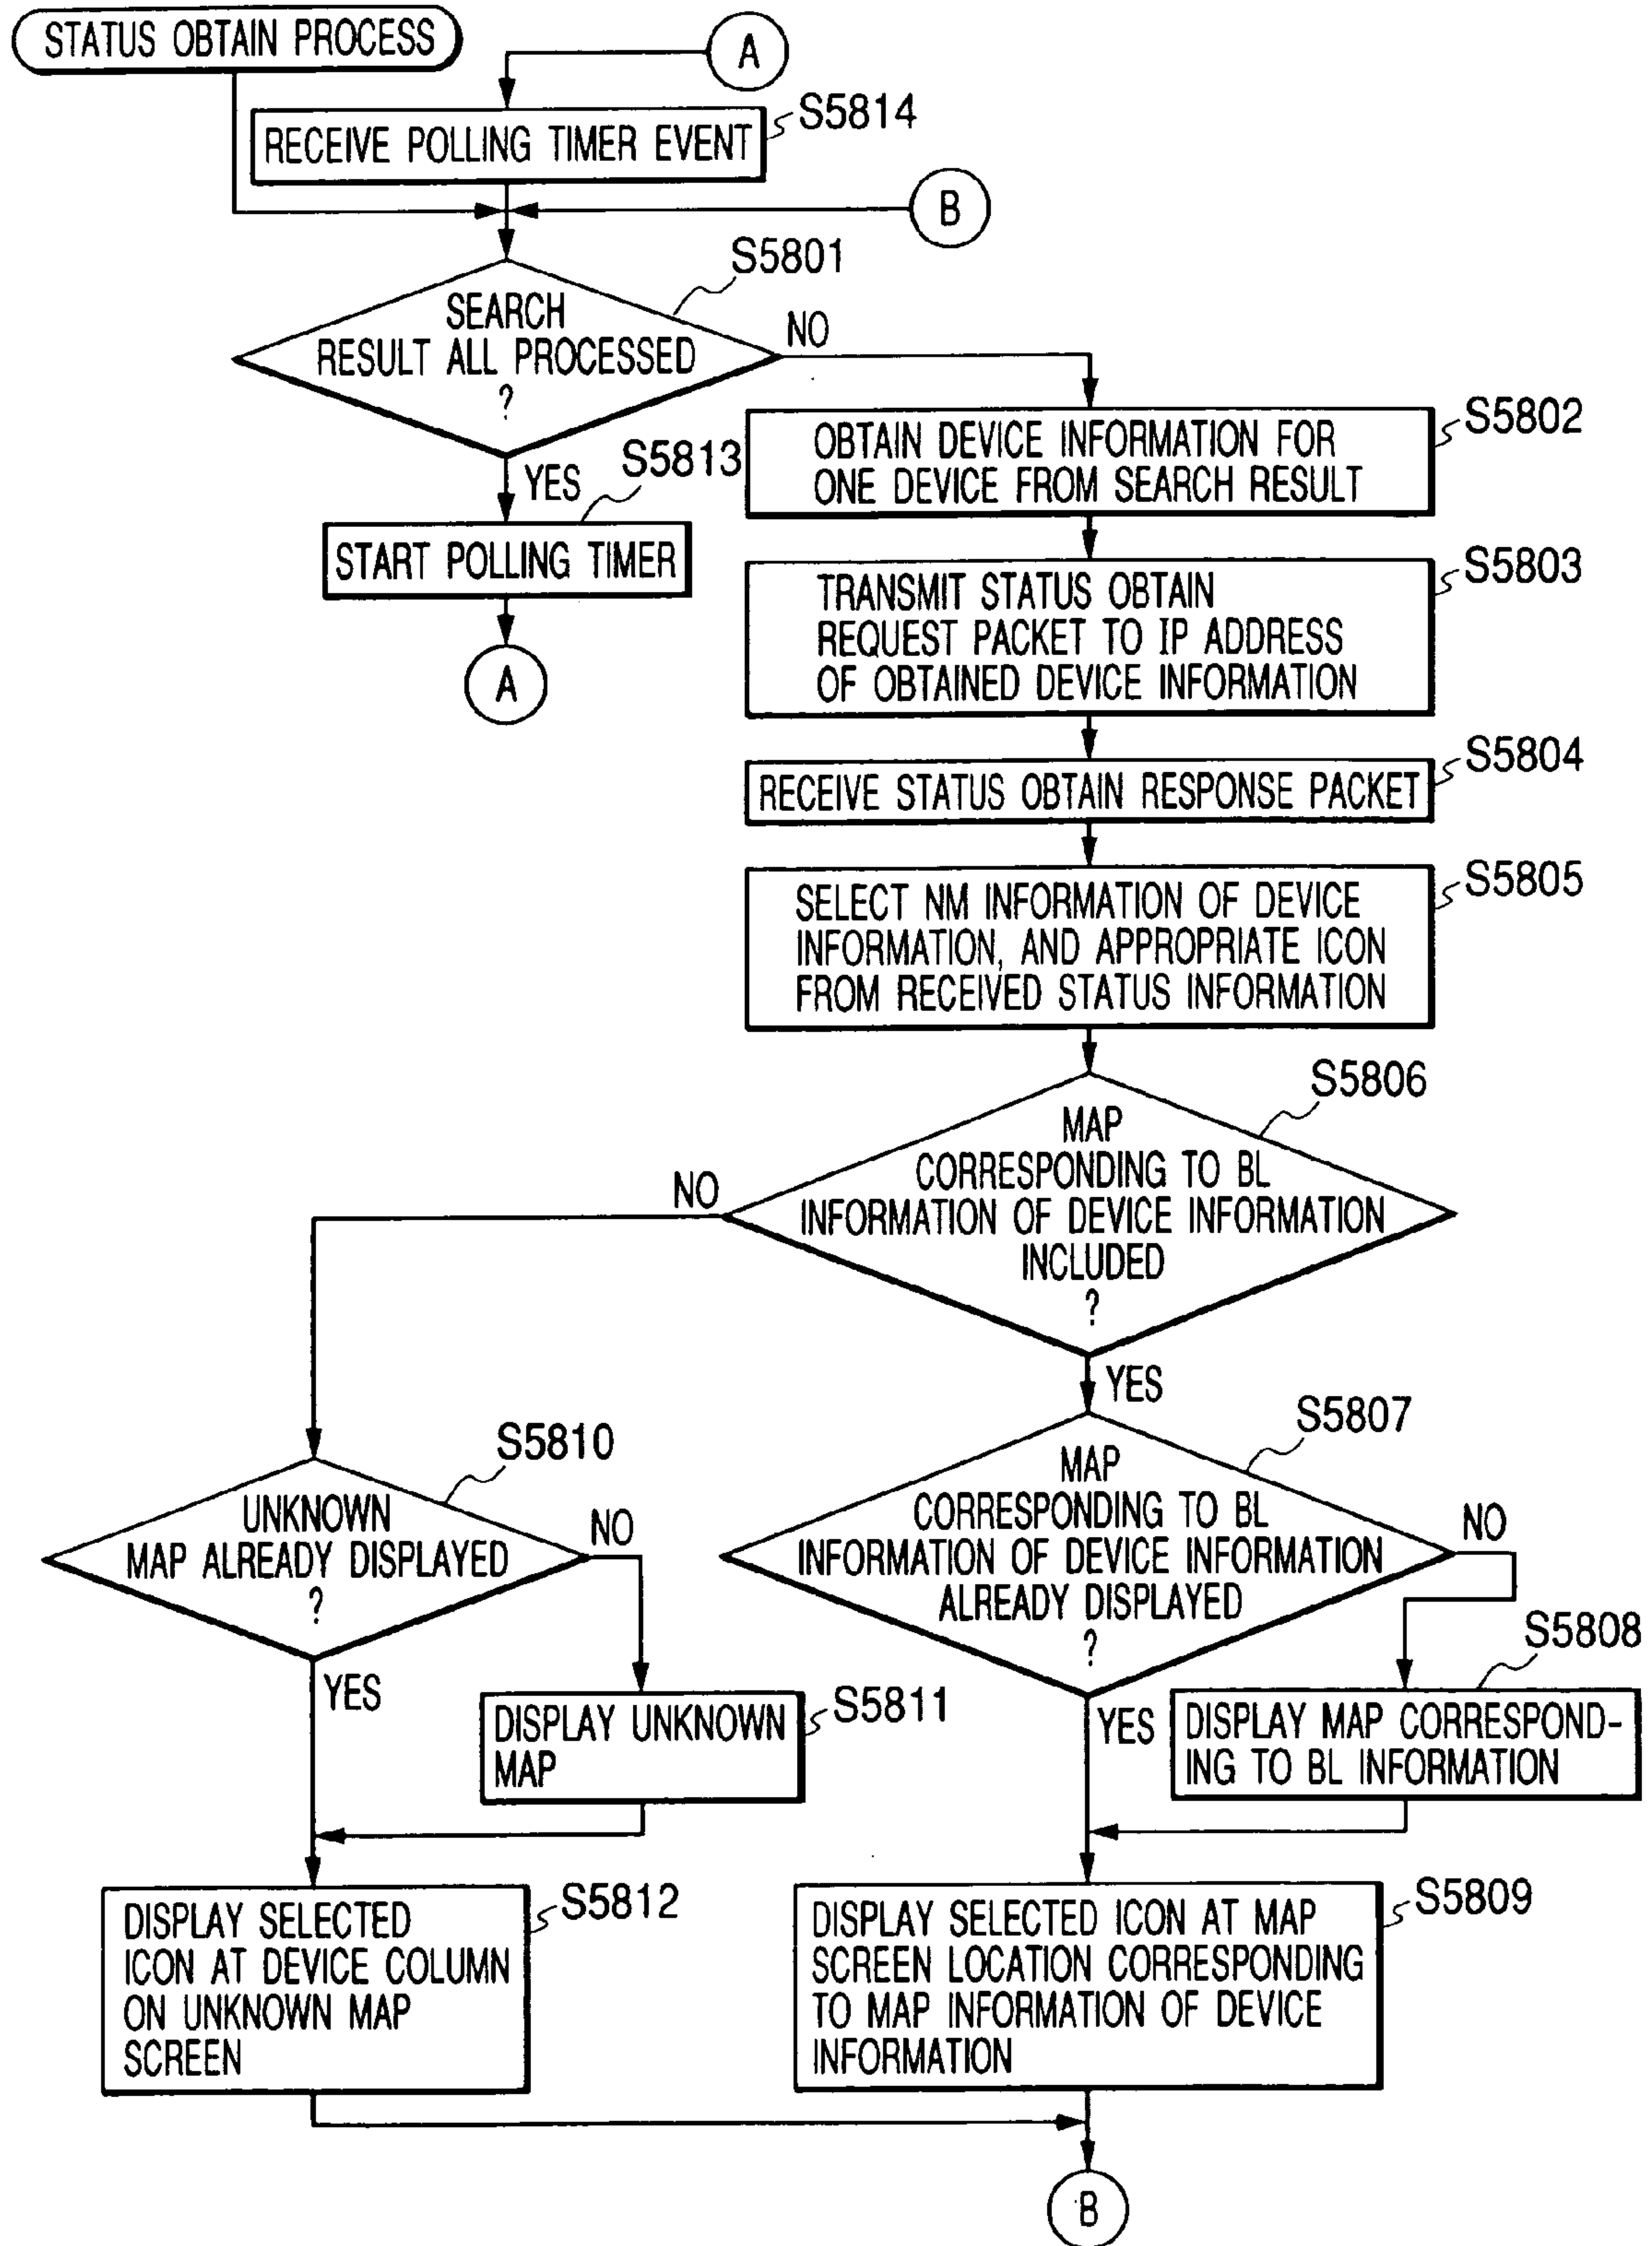 STATUS OBTAIN PROCESS
A
RECEIVE POLLING TIMER EVENT
S5814
B
S5801
SEARCH
RESULT ALL PROCESSED
?
NO
YES
S5813
START POLLING TIMER
A
S5802
OBTAIN DEVICE INFORMATION FOR
ONE DEVICE FROM SEARCH RESULT
S5803
TRANSMIT STATUS OBTAIN
REQUEST PACKET TO IP ADDRESS
OF OBTAINED DEVICE INFORMATION
S5804
RECEIVE STATUS OBTAIN RESPONSE PACKET
S5805
SELECT NM INFORMATION OF DEVICE
INFORMATION, AND APPROPRIATE ICON
FROM RECEIVED STATUS INFORMATION
S5806
MAP
CORRESPONDING TO BL
INFORMATION OF DEVICE INFORMATION
INCLUDED
?
NO
YES
S5807
MAP
CORRESPONDING TO BL
INFORMATION OF DEVICE INFORMATION
ALREADY DISPLAYED
?
NO
YES
S5808
DISPLAY MAP CORRESPOND-
ING TO BL INFORMATION
S5810
UNKNOWN
MAP ALREADY DISPLAYED
?
NO
YES
S5811
DISPLAY UNKNOWN
MAP
S5812
DISPLAY SELECTED
ICON AT DEVICE COLUMN
ON UNKNOWN MAP
SCREEN
S5809
DISPLAY SELECTED ICON AT MAP
SCREEN LOCATION CORRESPONDING
TO MAP INFORMATION OF DEVICE
INFORMATION
B